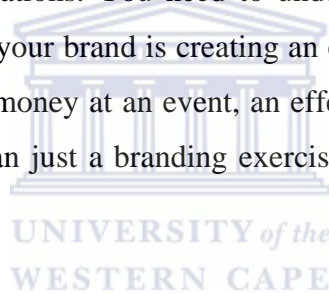 ations. You need to und
your brand is creating an
money at an event, an effe
an just a branding exercis
UNIVERSITY of the
WESTERN CAPE